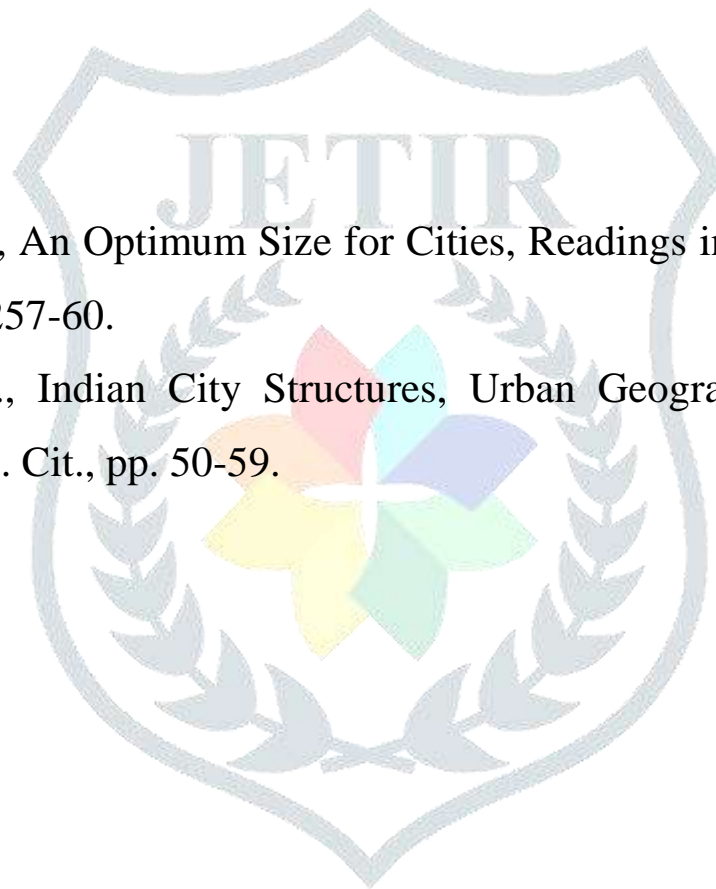 JETIR
, An Optimum Size for Cities, Readings in
257-60.
., Indian City Structures, Urban Geogra
. Cit., pp. 50-59.